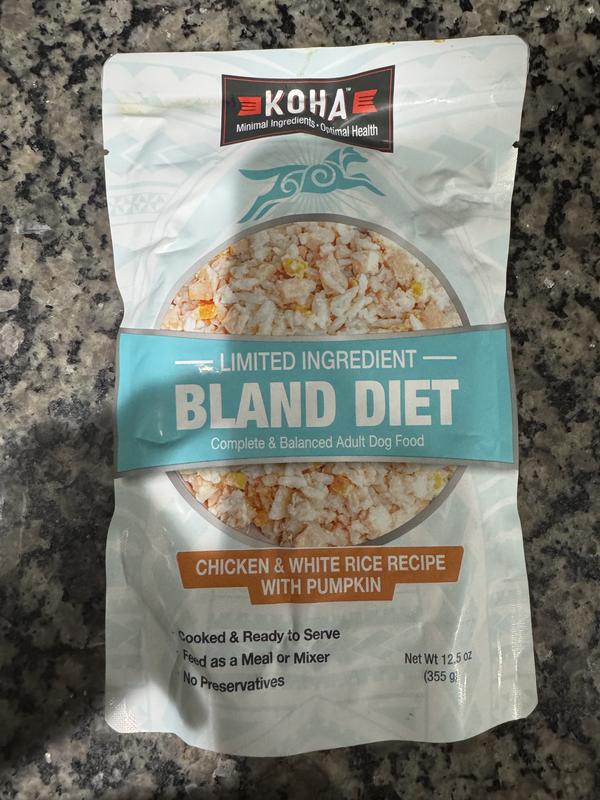 KOHA™
Minimal Ingredients • Optimal Health
LIMITED INGREDIENT
BLAND DIET
Complete & Balanced Adult Dog Food
CHICKEN & WHITE RICE RECIPE
WITH PUMPKIN
Cooked & Ready to Serve
Feed as a Meal or Mixer
No Preservatives
Net Wt 12.5 oz
(355 g)